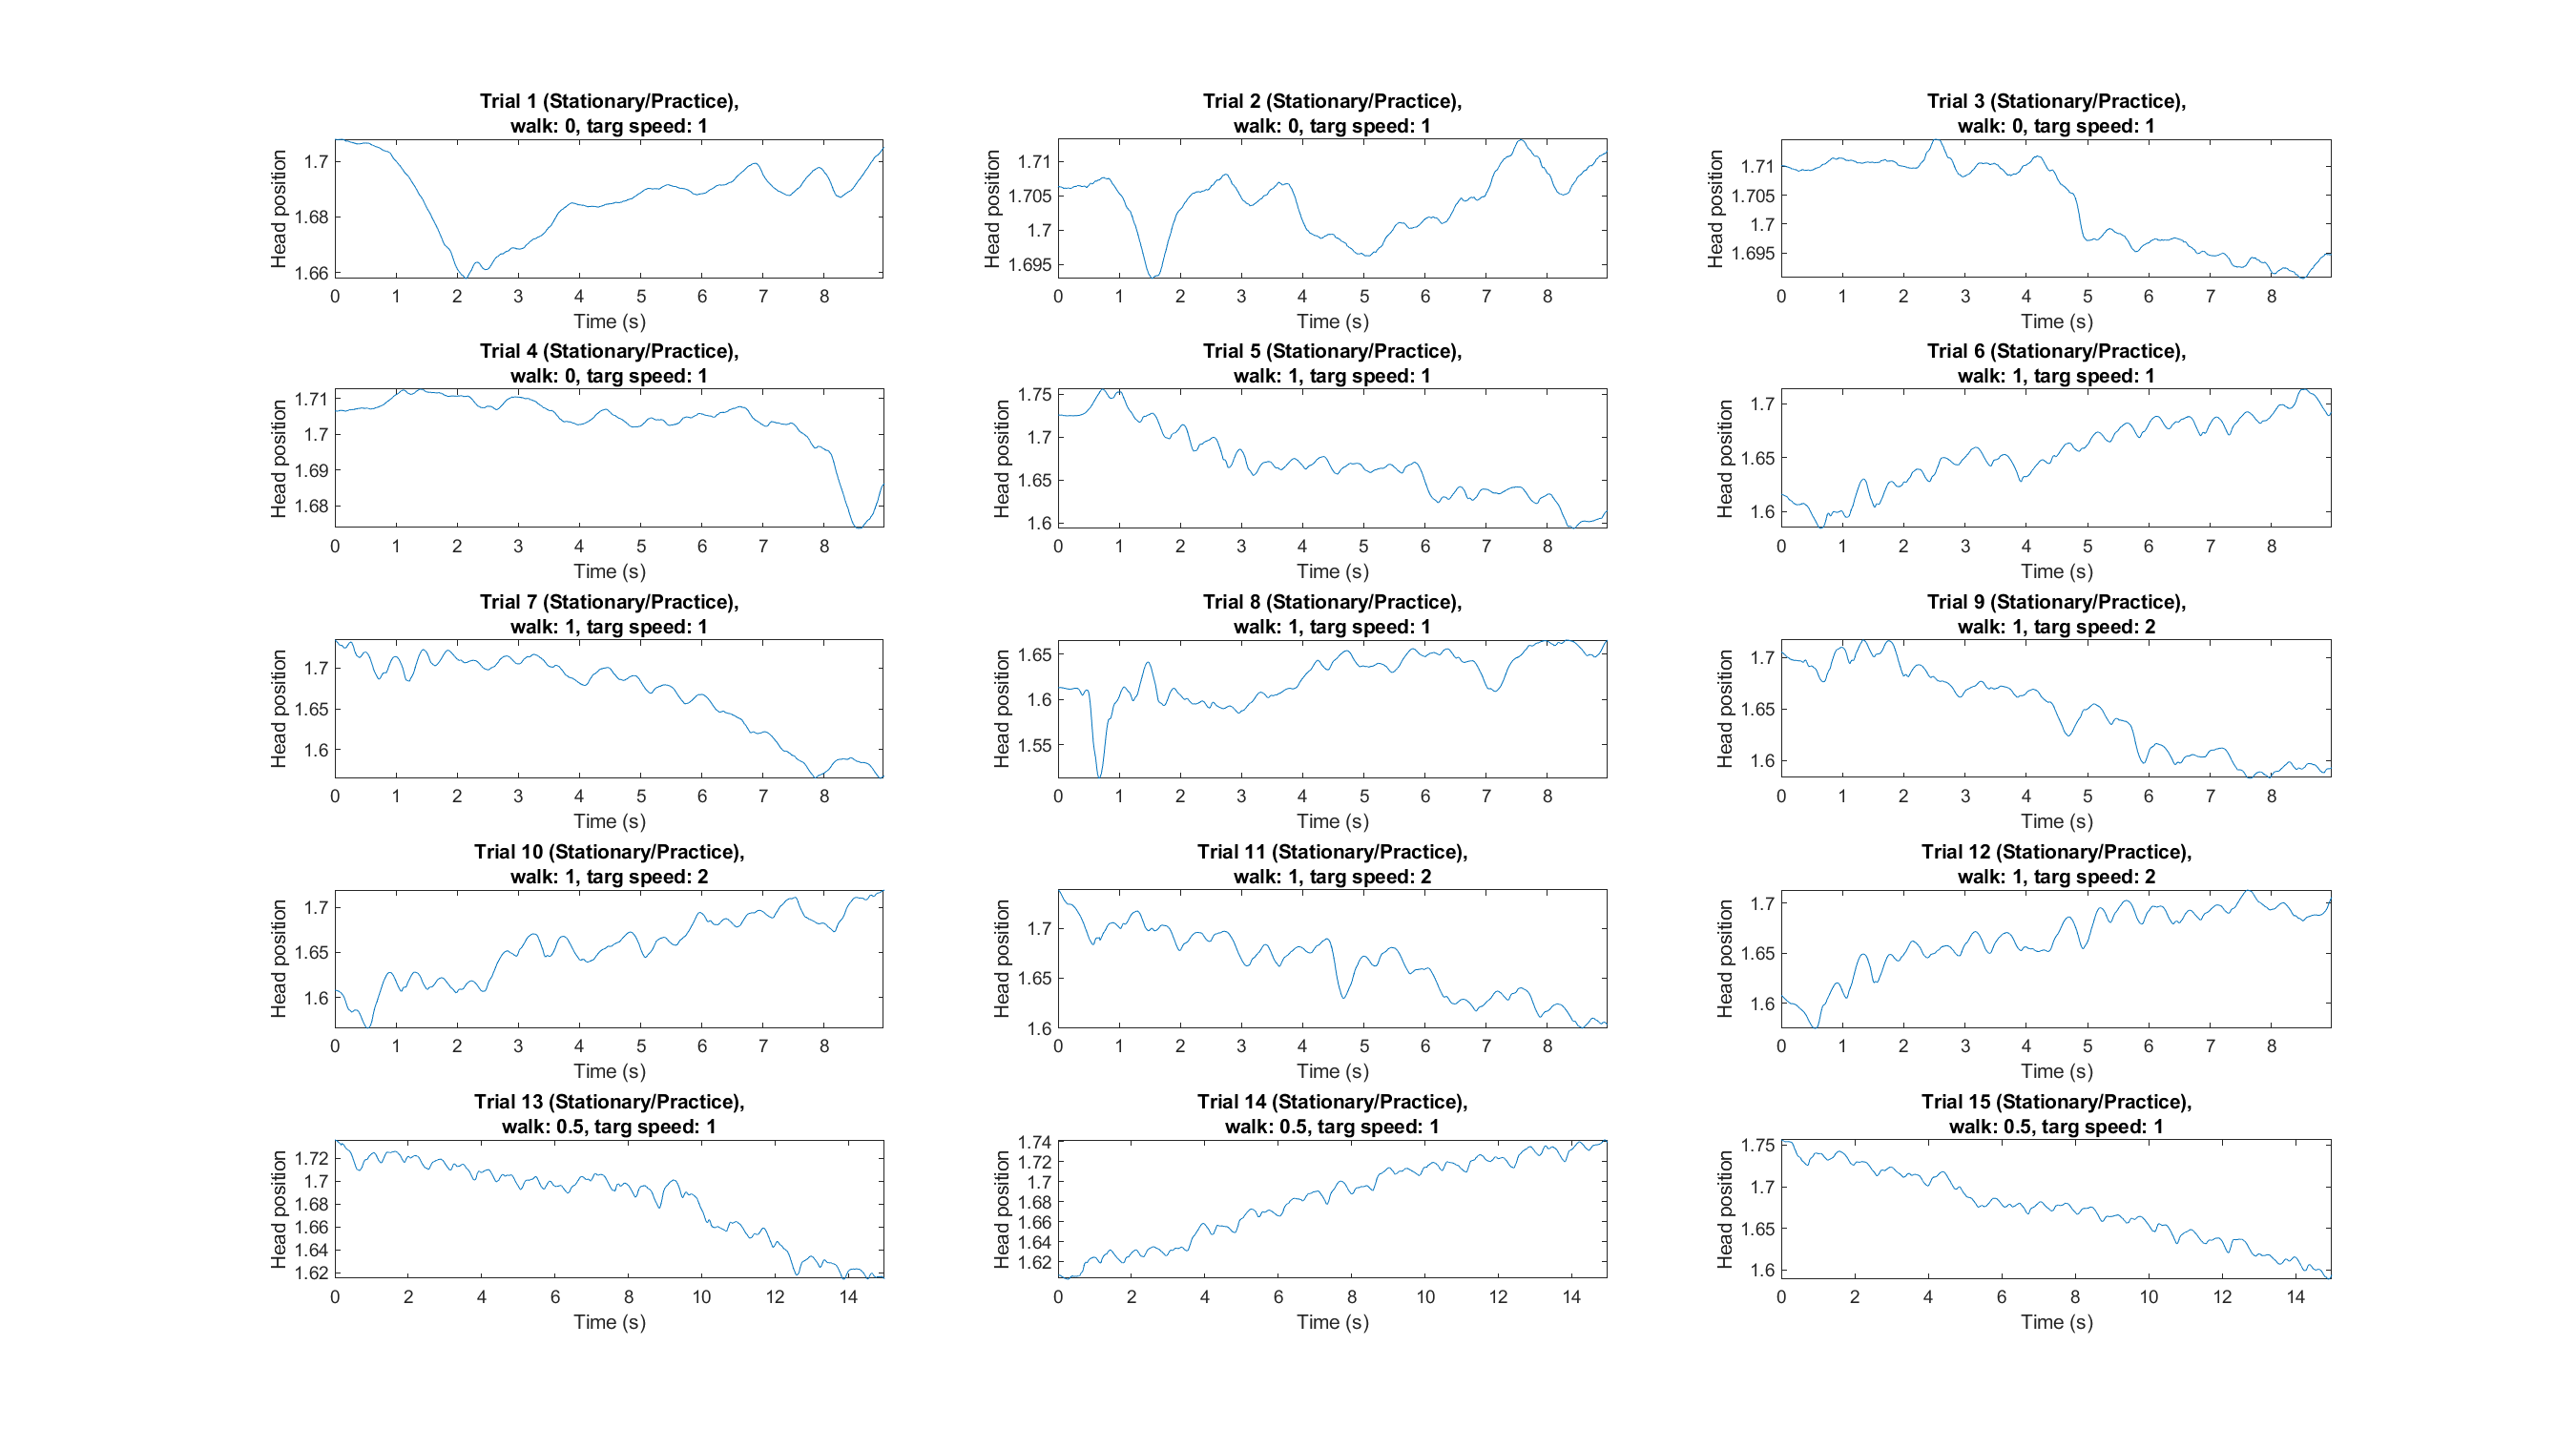 Trial 1 (Stationary/Practice),
walk: 0, targ speed: 1
Head position
1.7
1.68
1.66
0 1 2 3 4 5 6 7 8
Time (s)
Trial 2 (Stationary/Practice),
walk: 0, targ speed: 1
Head position
1.71
1.705
1.7
1.695
0 1 2 3 4 5 6 7 8
Time (s)
Trial 3 (Stationary/Practice),
walk: 0, targ speed: 1
Head position
1.71
1.705
1.7
1.695
0 1 2 3 4 5 6 7 8
Time (s)
Trial 4 (Stationary/Practice),
walk: 0, targ speed: 1
Head position
1.71
1.7
1.69
1.68
0 1 2 3 4 5 6 7 8
Time (s)
Trial 5 (Stationary/Practice),
walk: 1, targ speed: 1
Head position
1.75
1.7
1.65
1.6
0 1 2 3 4 5 6 7 8
Time (s)
Trial 6 (Stationary/Practice),
walk: 1, targ speed: 1
Head position
1.7
1.65
1.6
0 1 2 3 4 5 6 7 8
Time (s)
Trial 7 (Stationary/Practice),
walk: 1, targ speed: 1
Head position
1.7
1.65
1.6
0 1 2 3 4 5 6 7 8
Time (s)
Trial 8 (Stationary/Practice),
walk: 1, targ speed: 1
Head position
1.65
1.6
1.55
0 1 2 3 4 5 6 7 8
Time (s)
Trial 9 (Stationary/Practice),
walk: 1, targ speed: 2
Head position
1.7
1.65
1.6
0 1 2 3 4 5 6 7 8
Time (s)
Trial 10 (Stationary/Practice),
walk: 1, targ speed: 2
Head position
1.7
1.65
1.6
0 1 2 3 4 5 6 7 8
Time (s)
Trial 11 (Stationary/Practice),
walk: 1, targ speed: 2
Head position
1.7
1.65
1.6
0 1 2 3 4 5 6 7 8
Time (s)
Trial 12 (Stationary/Practice),
walk: 1, targ speed: 2
Head position
1.7
1.65
1.6
0 1 2 3 4 5 6 7 8
Time (s)
Trial 13 (Stationary/Practice),
walk: 0.5, targ speed: 1
Head position
1.72
1.7
1.68
1.66
1.64
1.62
0 2 4 6 8 10 12 14
Time (s)
Trial 14 (Stationary/Practice),
walk: 0.5, targ speed: 1
Head position
1.74
1.72
1.7
1.68
1.66
1.64
1.62
0 2 4 6 8 10 12 14
Time (s)
Trial 15 (Stationary/Practice),
walk: 0.5, targ speed: 1
Head position
1.75
1.7
1.65
1.6
0 2 4 6 8 10 12 14
Time (s)